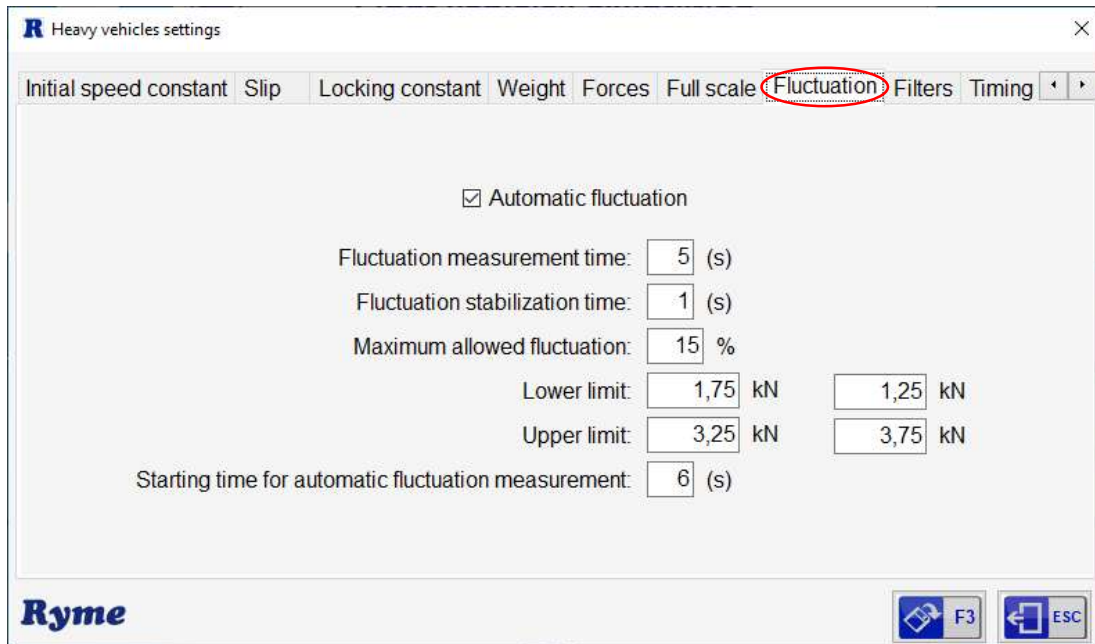 R Heavy vehicles settings
Initial speed constant Slip Locking constant Weight Forces Full scale Fluctuation Filters Timing
Automatic fluctuation
Fluctuation measurement time: 5 (s)
Fluctuation stabilization time: 1 (s)
Maximum allowed fluctuation: 15 %
Lower limit: 1,75 kN 1,25 kN
Upper limit: 3,25 kN 3,75 kN
Starting time for automatic fluctuation measurement: 6 (s)
Ryme F3 ESC